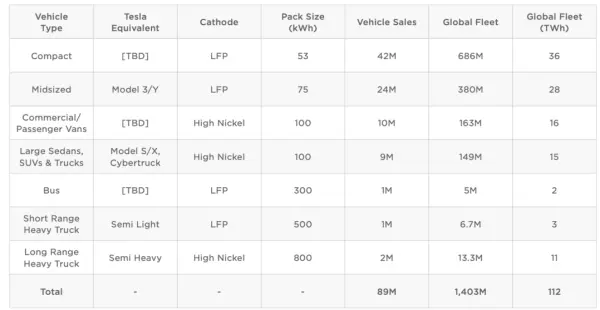 Vehicle Type Tesla Equivalent Cathode Pack Size (kWh) Vehicle Sales Global Fleet Global Fleet (TWh)
Compact [TBD] LFP 53 42M 686M 36
Midsized Model 3/Y LFP 75 24M 380M 28
Commercial/ Passenger Vans [TBD] High Nickel 100 10M 163M 16
Large Sedans, SUVs & Trucks Model S/X, Cybertruck High Nickel 100 9M 149M 15
Bus [TBD] LFP 300 1M 5M 2
Short Range Heavy Truck Semi Light LFP 500 1M 6.7M 3
Long Range Heavy Truck Semi Heavy High Nickel 800 2M 13.3M 11
Total - - - 89M 1,403M 112